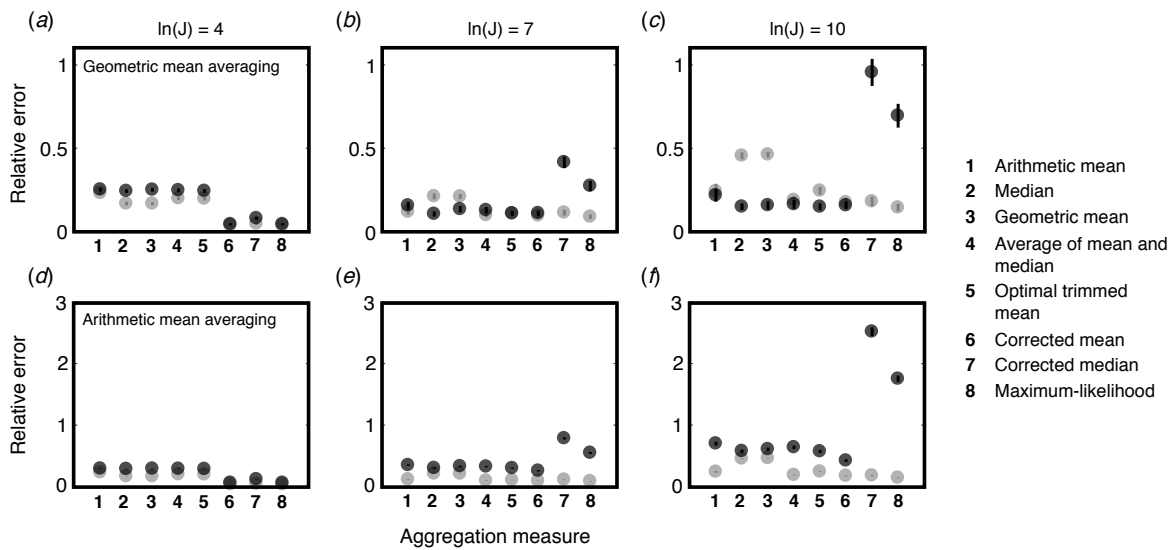 (a) ln(J) = 4
(b) ln(J) = 7
(c) ln(J) = 10
Geometric mean averaging
Relative error
1
0.5
0
1 2 3 4 5 6 7 8
1
0.5
0
1 2 3 4 5 6 7 8
1
0.5
0
1 2 3 4 5 6 7 8
(d)
(e)
(f)
Arithmetic mean averaging
Relative error
3
2
1
0
1 2 3 4 5 6 7 8
3
2
1
0
1 2 3 4 5 6 7 8
3
2
1
0
1 2 3 4 5 6 7 8
Aggregation measure
1 Arithmetic mean
2 Median
3 Geometric mean
4 Average of mean and
median
5 Optimal trimmed
mean
6 Corrected mean
7 Corrected median
8 Maximum-likelihood